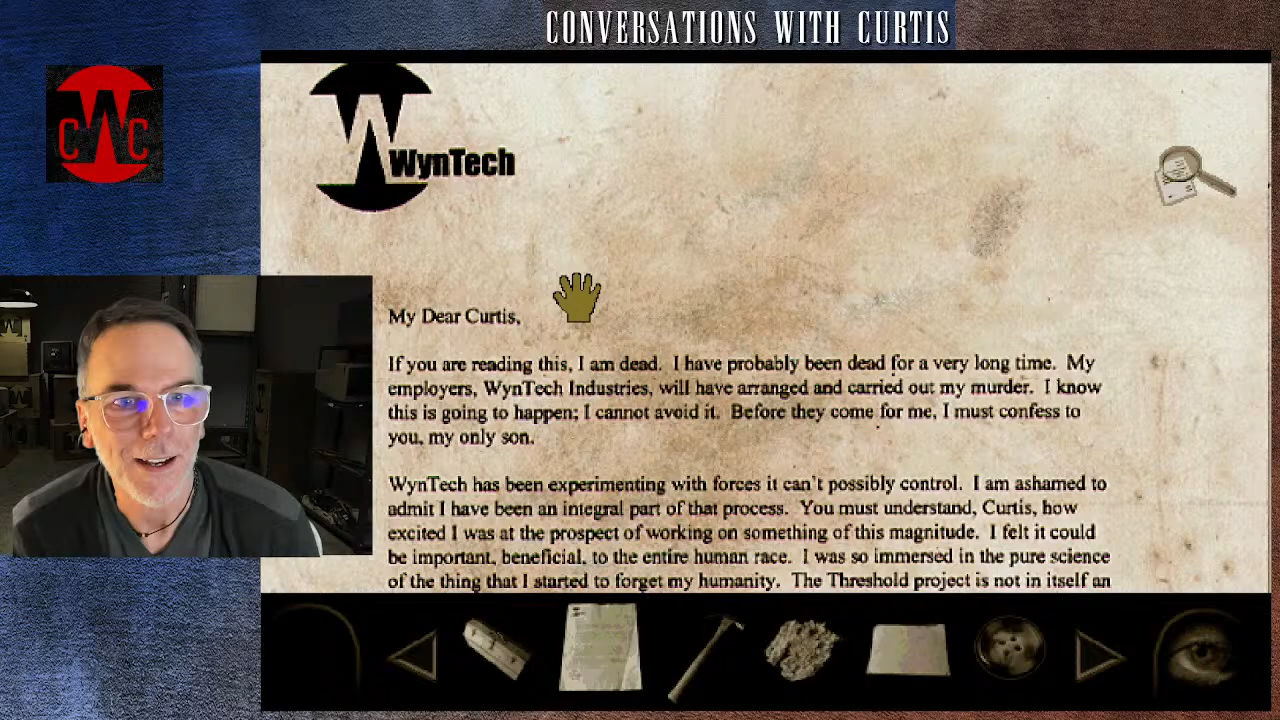 CONVERSATIONS WITH CURTIS
CWC
WynTech
My Dear Curtis,
If you are reading this, I am dead. I have probably been dead for a very long time. My
employers, WynTech Industries, will have arranged and carried out my murder. I know
this is going to happen; I cannot avoid it. Before they come for me, I must confess to
you, my only son.
WynTech has been experimenting with forces it can't possibly control. I am ashamed to
admit I have been an integral part of that process. You must understand, Curtis, how
excited I was at the prospect of working on something of this magnitude. I felt it could
be important, beneficial, to the entire human race. I was so immersed in the pure science
of the thing that I started to forget my humanity. The Threshold project is not in itself an